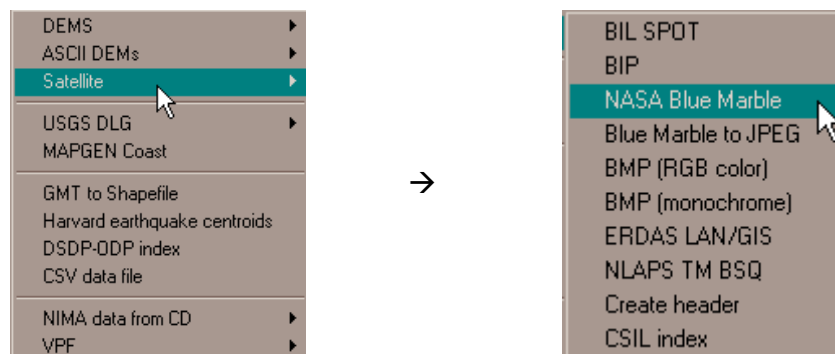 DEMS
ASCII DEMs
Satellite
USGS DLG
MAPGEN Coast
GMT to Shapefile
Harvard earthquake centroids
DSDP-ODP index
CSV data file
NIMA data from CD
VPF
→
BIL SPOT
BIP
NASA Blue Marble
Blue Marble to JPEG
BMP (RGB color)
BMP (monochrome)
ERDAS LAN/GIS
NLAPS TM BSQ
Create header
CSIL index